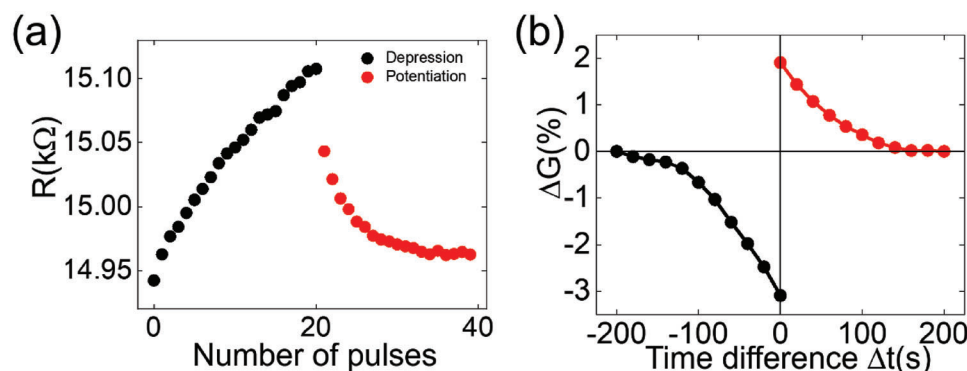 (a)
R(kΩ)
15.10
15.05
15.00
14.95
Depression
Potentiation
0
20
40
Number of pulses
(b)
ΔG(%)
2
1
0
-1
-2
-3
-200
-100
0
100
200
Time difference Δt(s)